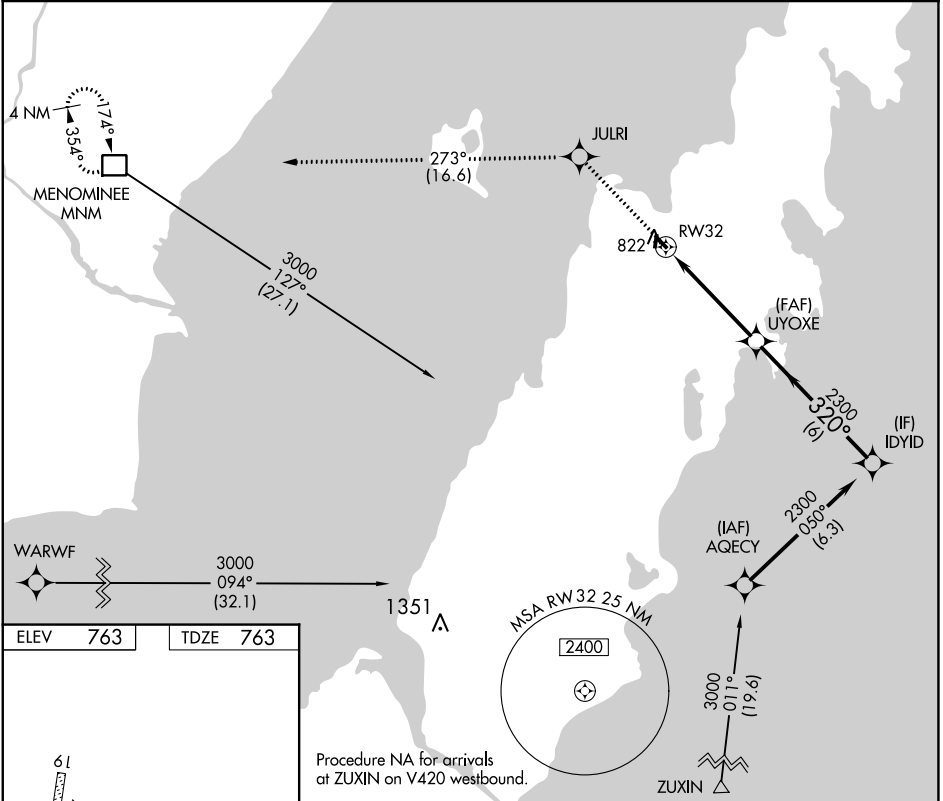 4 NM
174°
354°
MENOMINEE
MNM
JULRI
273°
(16.6)
822
RW32
3000
127°
(27.1)
(FAF)
UYOXE
2300
320°
(6)
(IF)
IDYID
2300
050°
(6.3)
(IAF)
AQECY
WARWF
3000
094°
(32.1)
1351
MSA RW32 25 NM
2400
3000
011°
(19.6)
ZUXIN
ELEV 763
TDZE 763
19
Procedure NA for arrivals
at ZUXIN on V420 westbound.